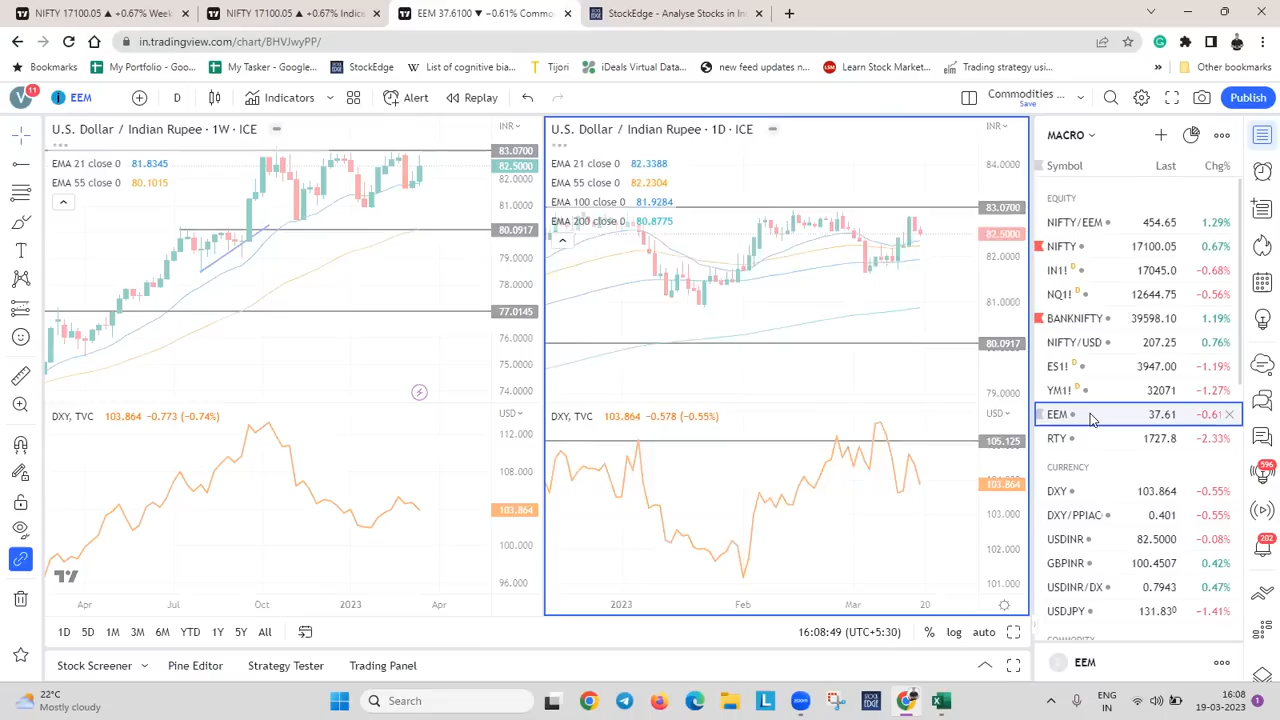 NIFTY 17100.05 ▲ +0.67% Week
NIFTY 17100.05 ▲ +0.67% Indics
EEM 37.6100 ▼ −0.61% Commo
StockEdge - Analyse Stocks in In
in.tradingview.com/chart/BHVJwyPP/
Bookmarks
My Portfolio - Goo...
My Tasker - Google...
StockEdge
List of cognitive bia...
Tijori
iDeals Virtual Data...
new feed updates n...
Learn Stock Market...
Trading strategy usi...
Other bookmarks
11
EEM
D
Indicators
Alert
Replay
Commodities ...
Save
Publish
U.S. Dollar / Indian Rupee · 1W · ICE
INR
EMA 21 close 0 81.8345
EMA 55 close 0 80.1015
83.0700
82.5000
82.0000
81.0000
80.0917
79.0000
78.0000
77.0145
76.0000
75.0000
74.0000
DXY, TVC 103.864 −0.773 (−0.74%)
USD
112.000
108.000
103.864
100.000
96.000
Apr Jul Oct 2023 Apr
U.S. Dollar / Indian Rupee · 1D · ICE
INR
EMA 21 close 0 82.3388
EMA 55 close 0 82.2304
EMA 100 close 0 81.9284
EMA 200 close 0 80.8775
84.0000
83.0700
82.5000
82.0000
81.0000
80.0917
79.0000
DXY, TVC 103.864 −0.578 (−0.55%)
USD
105.125
103.864
103.000
102.000
101.000
2023 Feb Mar 20
MACRO
Symbol Last Chg%
EQUITY
NIFTY/EEM 454.65 1.29%
NIFTY 17100.05 0.67%
IN1! D 17045.0 −0.68%
NQ1! D 12644.75 −0.56%
BANKNIFTY 39598.10 1.19%
NIFTY/USD 207.25 0.76%
ES1! D 3947.00 −1.19%
YM1! D 32071 −1.27%
EEM 37.61 −0.61
RTY 1727.8 −2.33%
CURRENCY
DXY 103.864 −0.55%
DXY/PPIAC 0.401 −0.55%
USDINR 82.5000 −0.08%
GBPINR 100.4507 0.42%
USDINR/DX 0.7943 0.47%
USDJPY 131.830 −1.41%
EEM
596
202
1D 5D 1M 3M 6M YTD 1Y 5Y All
16:08:49 (UTC+5:30) % log auto
Stock Screener Pine Editor Strategy Tester Trading Panel
22°C
Mostly cloudy
Search
ENG
IN
16:08
19-03-2023
1